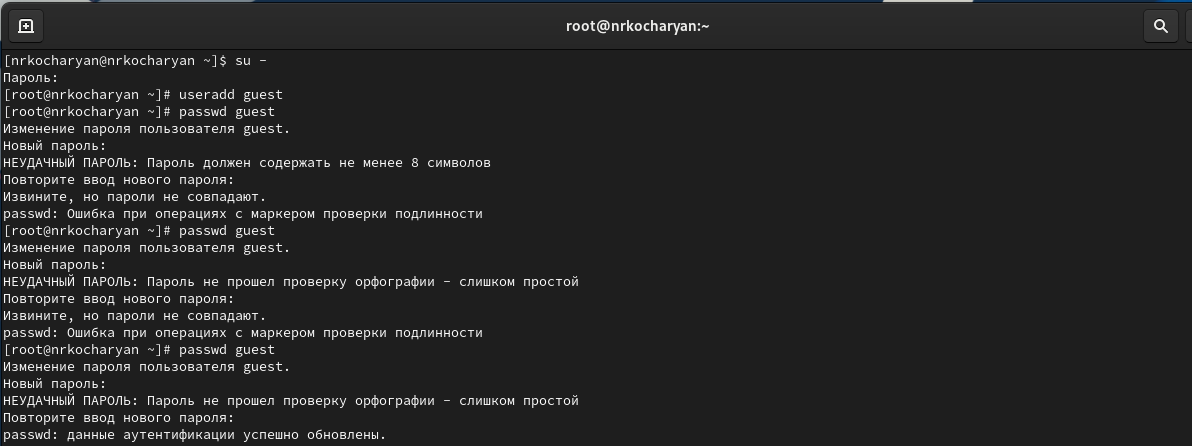 root@nrkocharyan:~
[nrkocharyan@nrkocharyan ~]$ su -
Пароль:
[root@nrkocharyan ~]# useradd guest
[root@nrkocharyan ~]# passwd guest
Изменение пароля пользователя guest.
Новый пароль:
НЕУДАЧНЫЙ ПАРОЛЬ: Пароль должен содержать не менее 8 символов
Повторите ввод нового пароля:
Извините, но пароли не совпадают.
passwd: Ошибка при операциях с маркером проверки подлинности
[root@nrkocharyan ~]# passwd guest
Изменение пароля пользователя guest.
Новый пароль:
НЕУДАЧНЫЙ ПАРОЛЬ: Пароль не прошел проверку орфографии - слишком простой
Повторите ввод нового пароля:
Извините, но пароли не совпадают.
passwd: Ошибка при операциях с маркером проверки подлинности
[root@nrkocharyan ~]# passwd guest
Изменение пароля пользователя guest.
Новый пароль:
НЕУДАЧНЫЙ ПАРОЛЬ: Пароль не прошел проверку орфографии - слишком простой
Повторите ввод нового пароля:
passwd: данные аутентификации успешно обновлены.